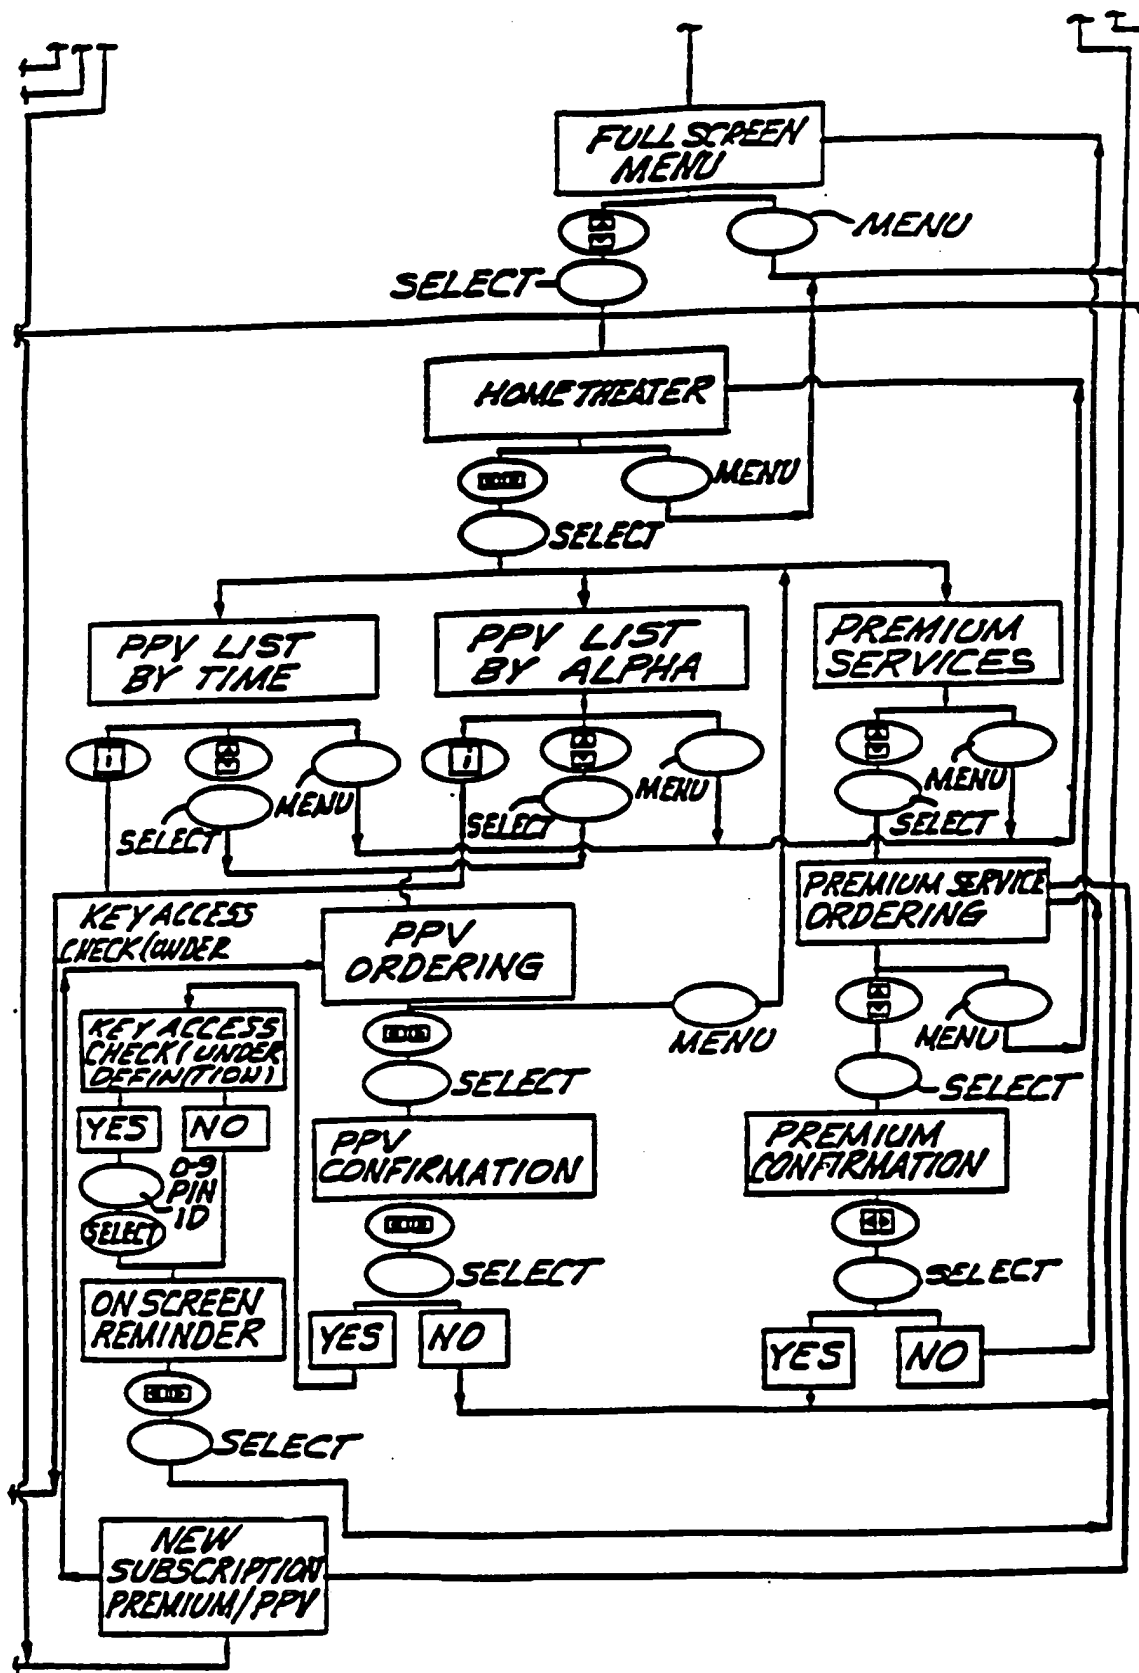 FULL SCREEN
MENU
MENU
SELECT
HOME THEATER
MENU
SELECT
PPV LIST
BY TIME
PPV LIST
BY ALPHA
PREMIUM
SERVICES
i
SELECT
MENU
i
SELECT
MENU
MENU
SELECT
KEY ACCESS
CHECK (UNDER
PPV
ORDERING
PREMIUM SERVICE
ORDERING
MENU
MENU
SELECT
KEY ACCESS
CHECK (UNDER
DEFINITION)
YES
NO
0-9
PIN
ID
SELECT
SELECT
PPV
CONFIRMATION
PREMIUM
CONFIRMATION
SELECT
SELECT
ON SCREEN
REMINDER
YES
NO
YES
NO
SELECT
NEW
SUBSCRIPTION
PREMIUM/PPV